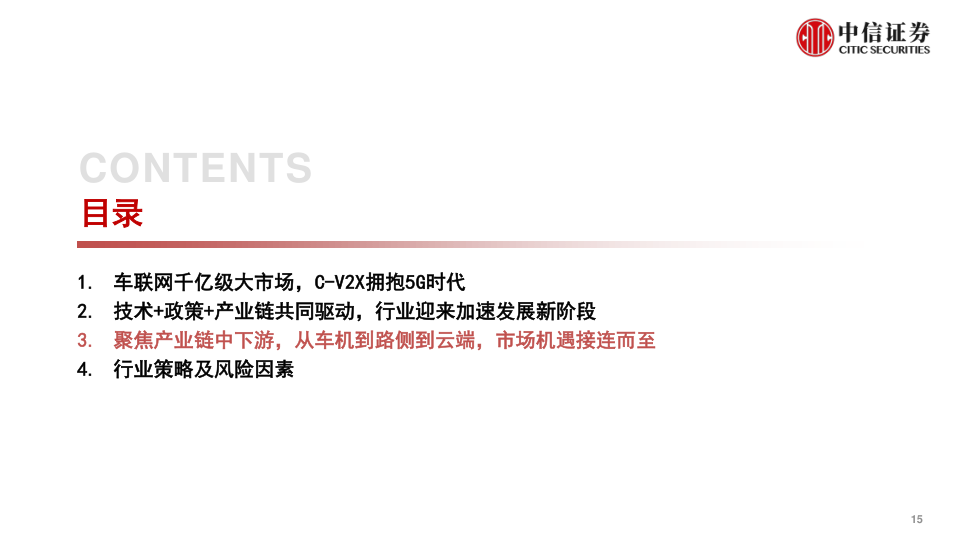 中信证券
CITIC SECURITIES
CONTENTS
目录
1. 车联网千亿级大市场，C-V2X拥抱5G时代
2. 技术+政策+产业链共同驱动，行业迎来加速发展新阶段
3. 聚焦产业链中下游，从车机到路侧到云端，市场机遇接连而至
4. 行业策略及风险因素
15